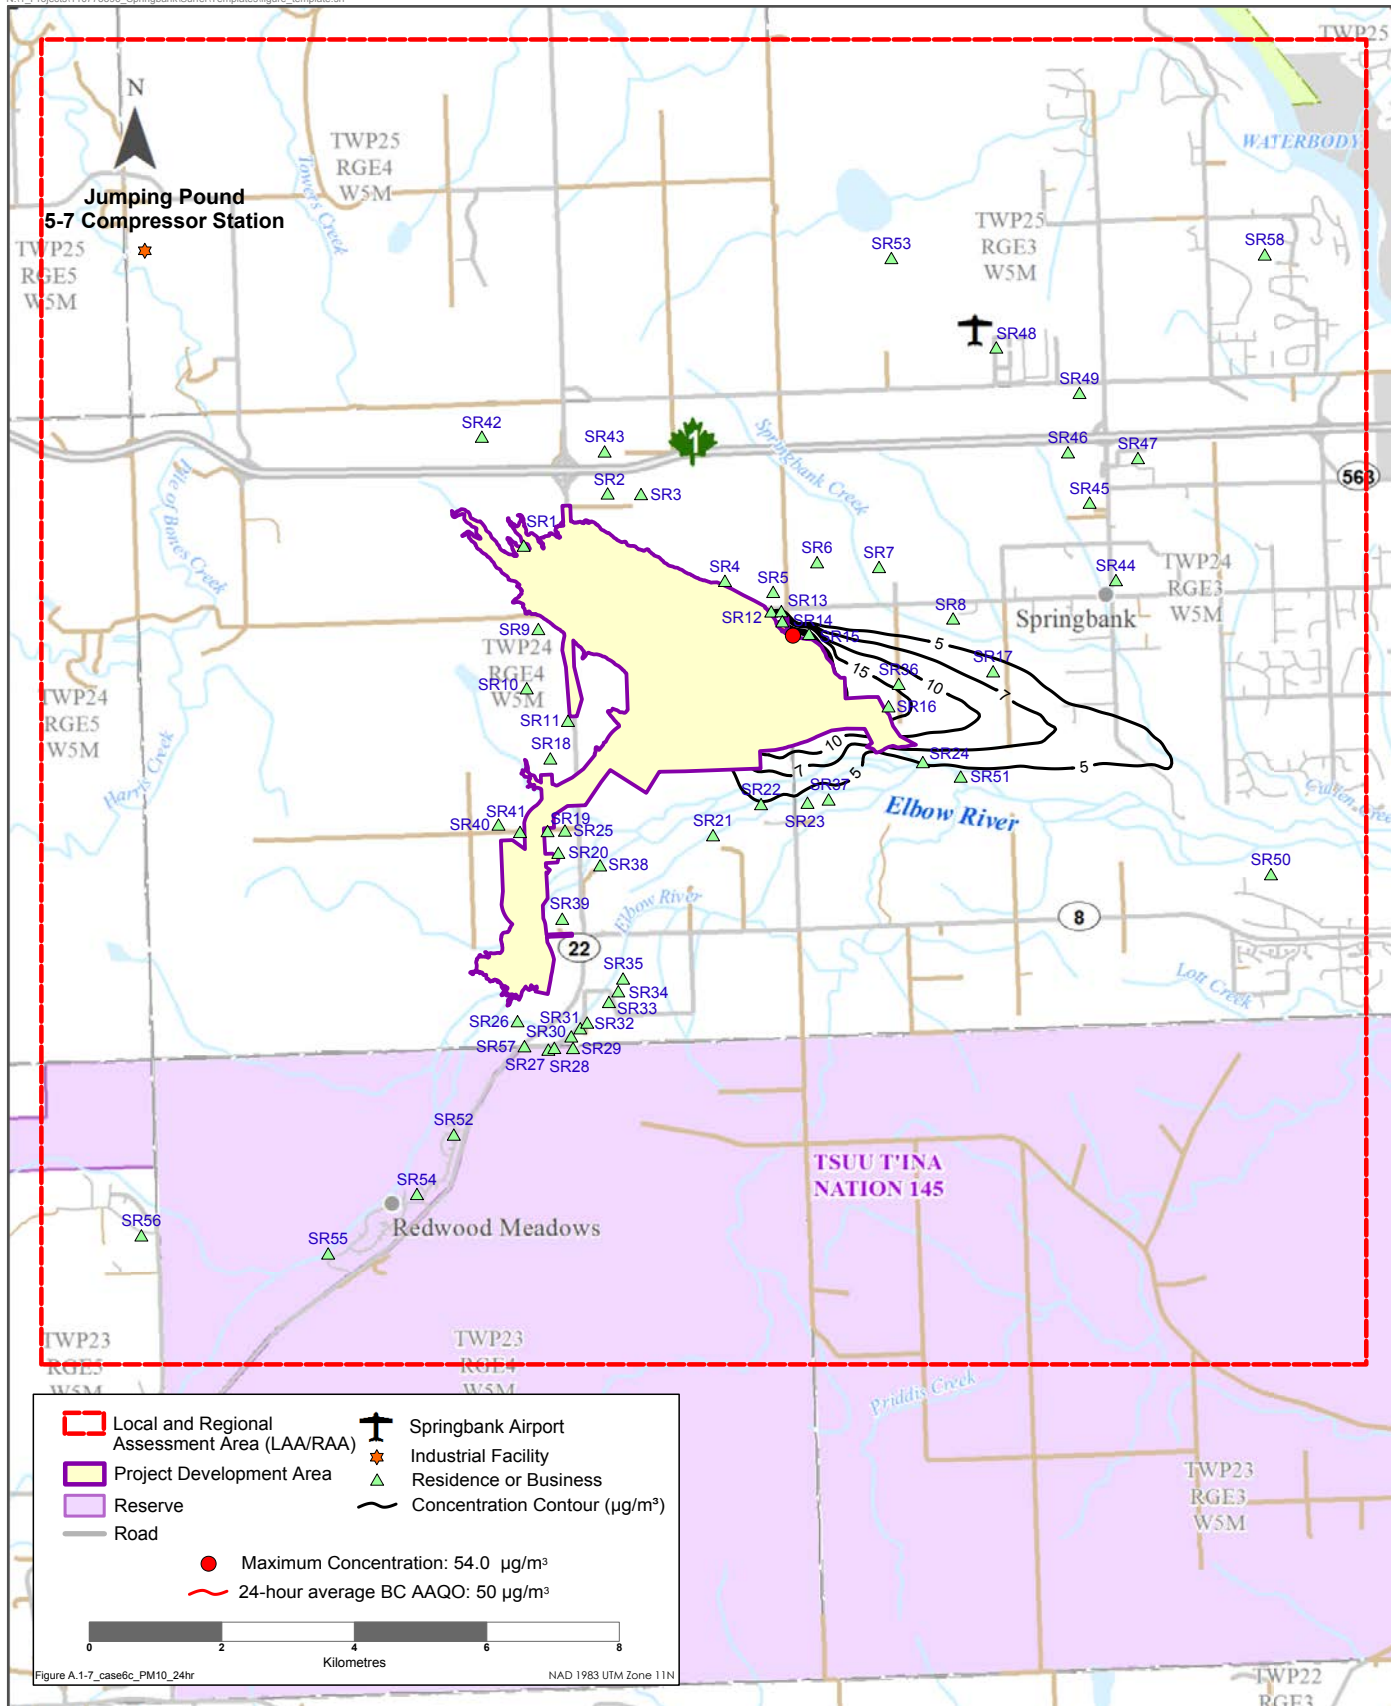 TWP25
N
TWP25
RGE4
W5M
WATERBODY
Towers Creek
Jumping Pound
5-7 Compressor Station
TWP25
RGE5
W5M
TWP25
RGE3
W5M
SR53
SR58
SR48
SR49
SR42
SR43
1
SR46
SR47
Springbank Creek
Pile of Bones Creek
563
SR2
SR3
SR45
SR1
SR6
SR7
SR4
SR5
SR44
TWP24
RGE3
W5M
SR13
SR12
SR14
SR8
Springbank
SR9
SR15
5
TWP24
RGE4
W5M
SR17
15
SR36
10
7
SR10
SR16
TWP24
RGE5
W5M
SR11
SR18
10
7
5
SR24
5
SR51
Harris Creek
SR22
SR37
SR23
Elbow River
Cullen Creek
SR41
SR40
SR19
SR25
SR21
SR20
SR38
SR50
Elbow River
SR39
8
22
SR35
SR34
SR33
Lott Creek
SR26
SR31
SR32
SR30
SR57
SR29
SR27
SR28
SR52
TSUU T'INA
NATION 145
SR54
SR56
Redwood Meadows
SR55
TWP23
RGE5
W5M
TWP23
RGE4
W5M
Priddis Creek
TWP23
RGE3
W5M
Local and Regional
Assessment Area (LAA/RAA)
Project Development Area
Reserve
Road
Springbank Airport
Industrial Facility
Residence or Business
Concentration Contour (µg/m³)
Maximum Concentration: 54.0 µg/m³
24-hour average BC AAQO: 50 µg/m³
0 2 4 6 8
Kilometres
Figure A.1-7_case6c_PM10_24hr
NAD 1983 UTM Zone 11N
TWP22
RGE3